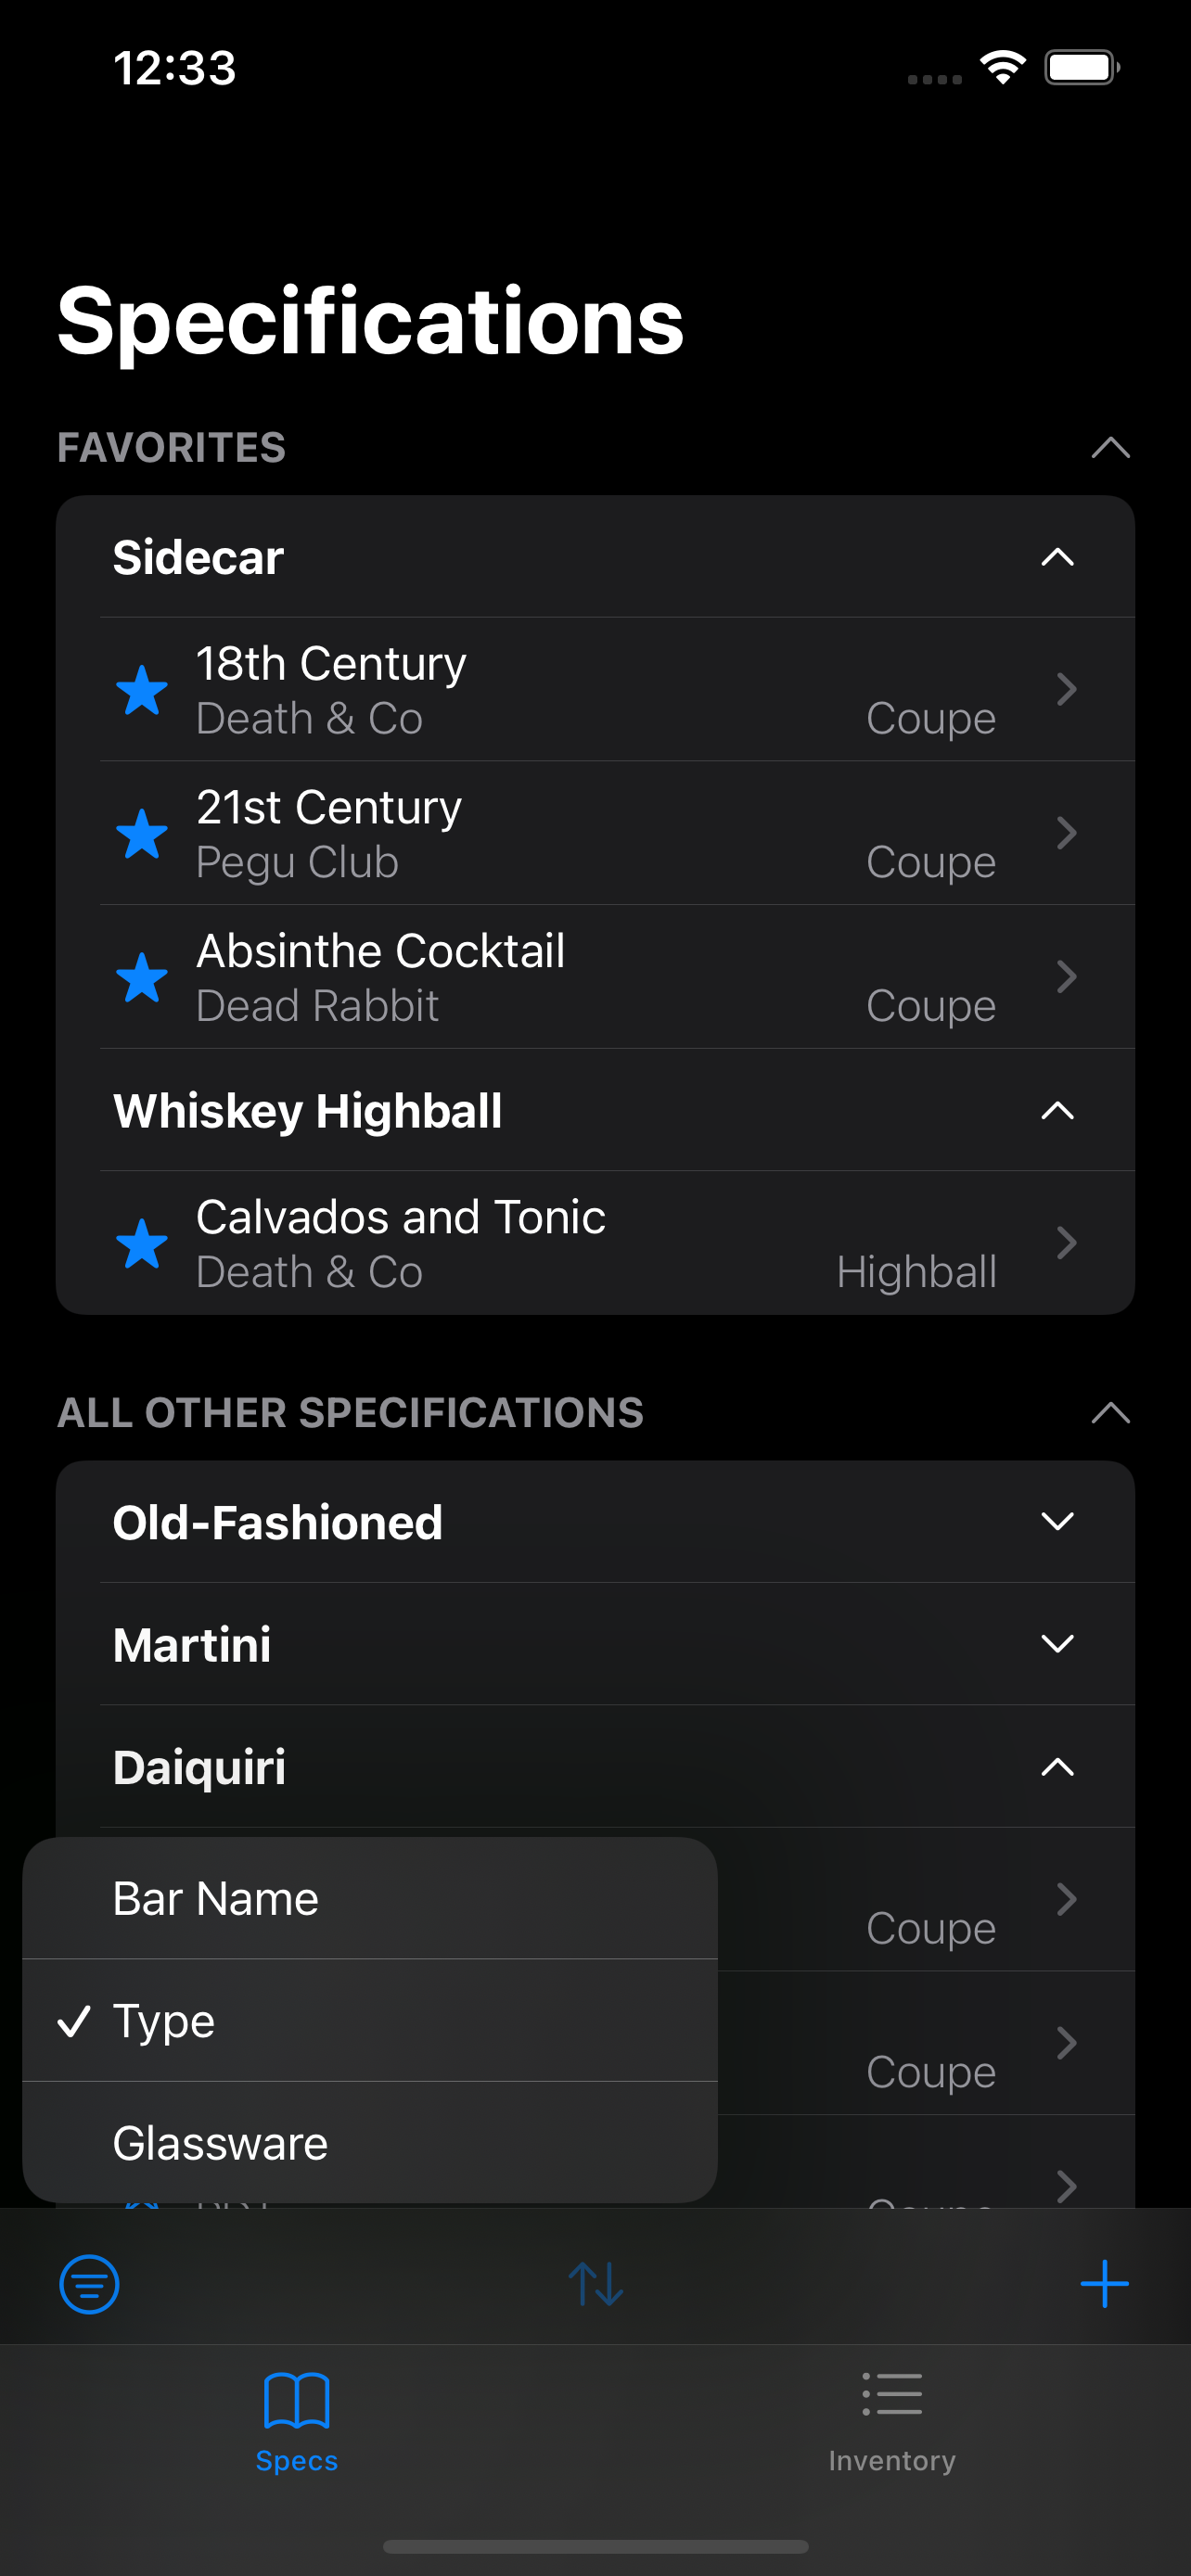 12:33
Specifications
FAVORITES
Sidecar
18th Century
Death & Co
Coupe
21st Century
Pegu Club
Coupe
Absinthe Cocktail
Dead Rabbit
Coupe
Whiskey Highball
Calvados and Tonic
Death & Co
Highball
ALL OTHER SPECIFICATIONS
Old-Fashioned
Martini
Daiquiri
Bar Name
Coupe
Type
Coupe
Glassware
Specs
Inventory